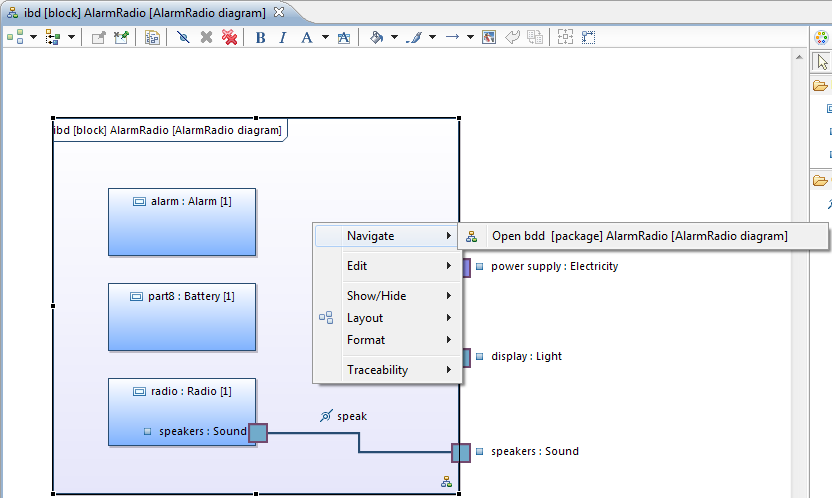 ibd [block] AlarmRadio [AlarmRadio diagram]
B I A A
ibd [block] AlarmRadio [AlarmRadio diagram]
alarm : Alarm [1]
Navigate
Open bdd [package] AlarmRadio [AlarmRadio diagram]
Edit
power supply : Electricity
part8 : Battery [1]
Show/Hide
Layout
Format
display : Light
Traceability
radio : Radio [1]
speak
speakers : Sound
speakers : Sound